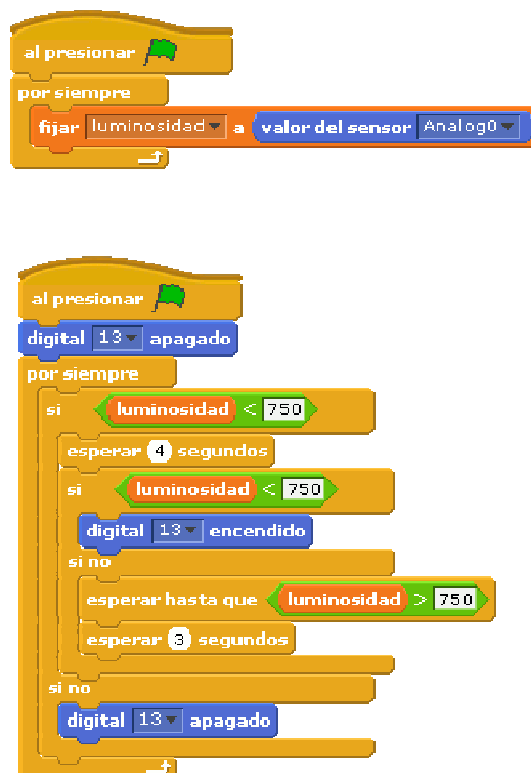 al presionar
por siempre
fijar luminosidad a valor del sensor Analog0
al presionar
digital 13 apagado
por siempre
si luminosidad < 750
esperar 4 segundos
si luminosidad < 750
digital 13 encendido
si no
esperar hasta que luminosidad > 750
esperar 3 segundos
si no
digital 13 apagado